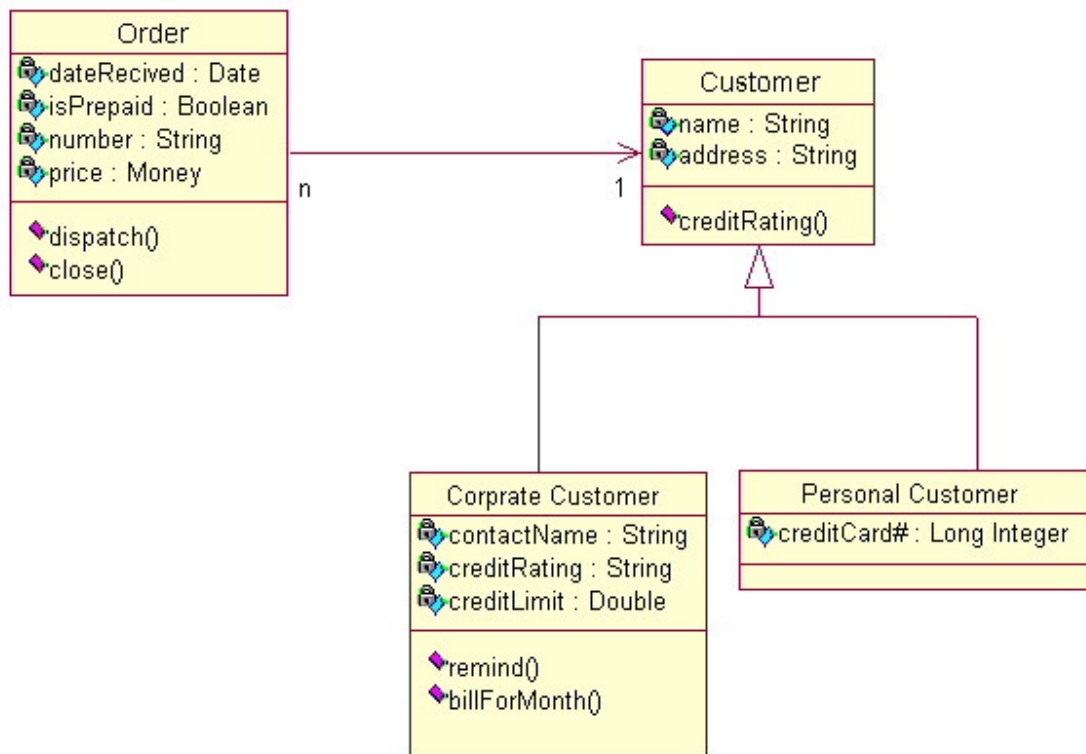 Order
dateRecived : Date
isPrepaid : Boolean
number : String
price : Money
dispatch()
close()
n
1
Customer
name : String
address : String
creditRating()
Corprate Customer
contactName : String
creditRating : String
creditLimit : Double
remind()
billForMonth()
Personal Customer
creditCard# : Long Integer